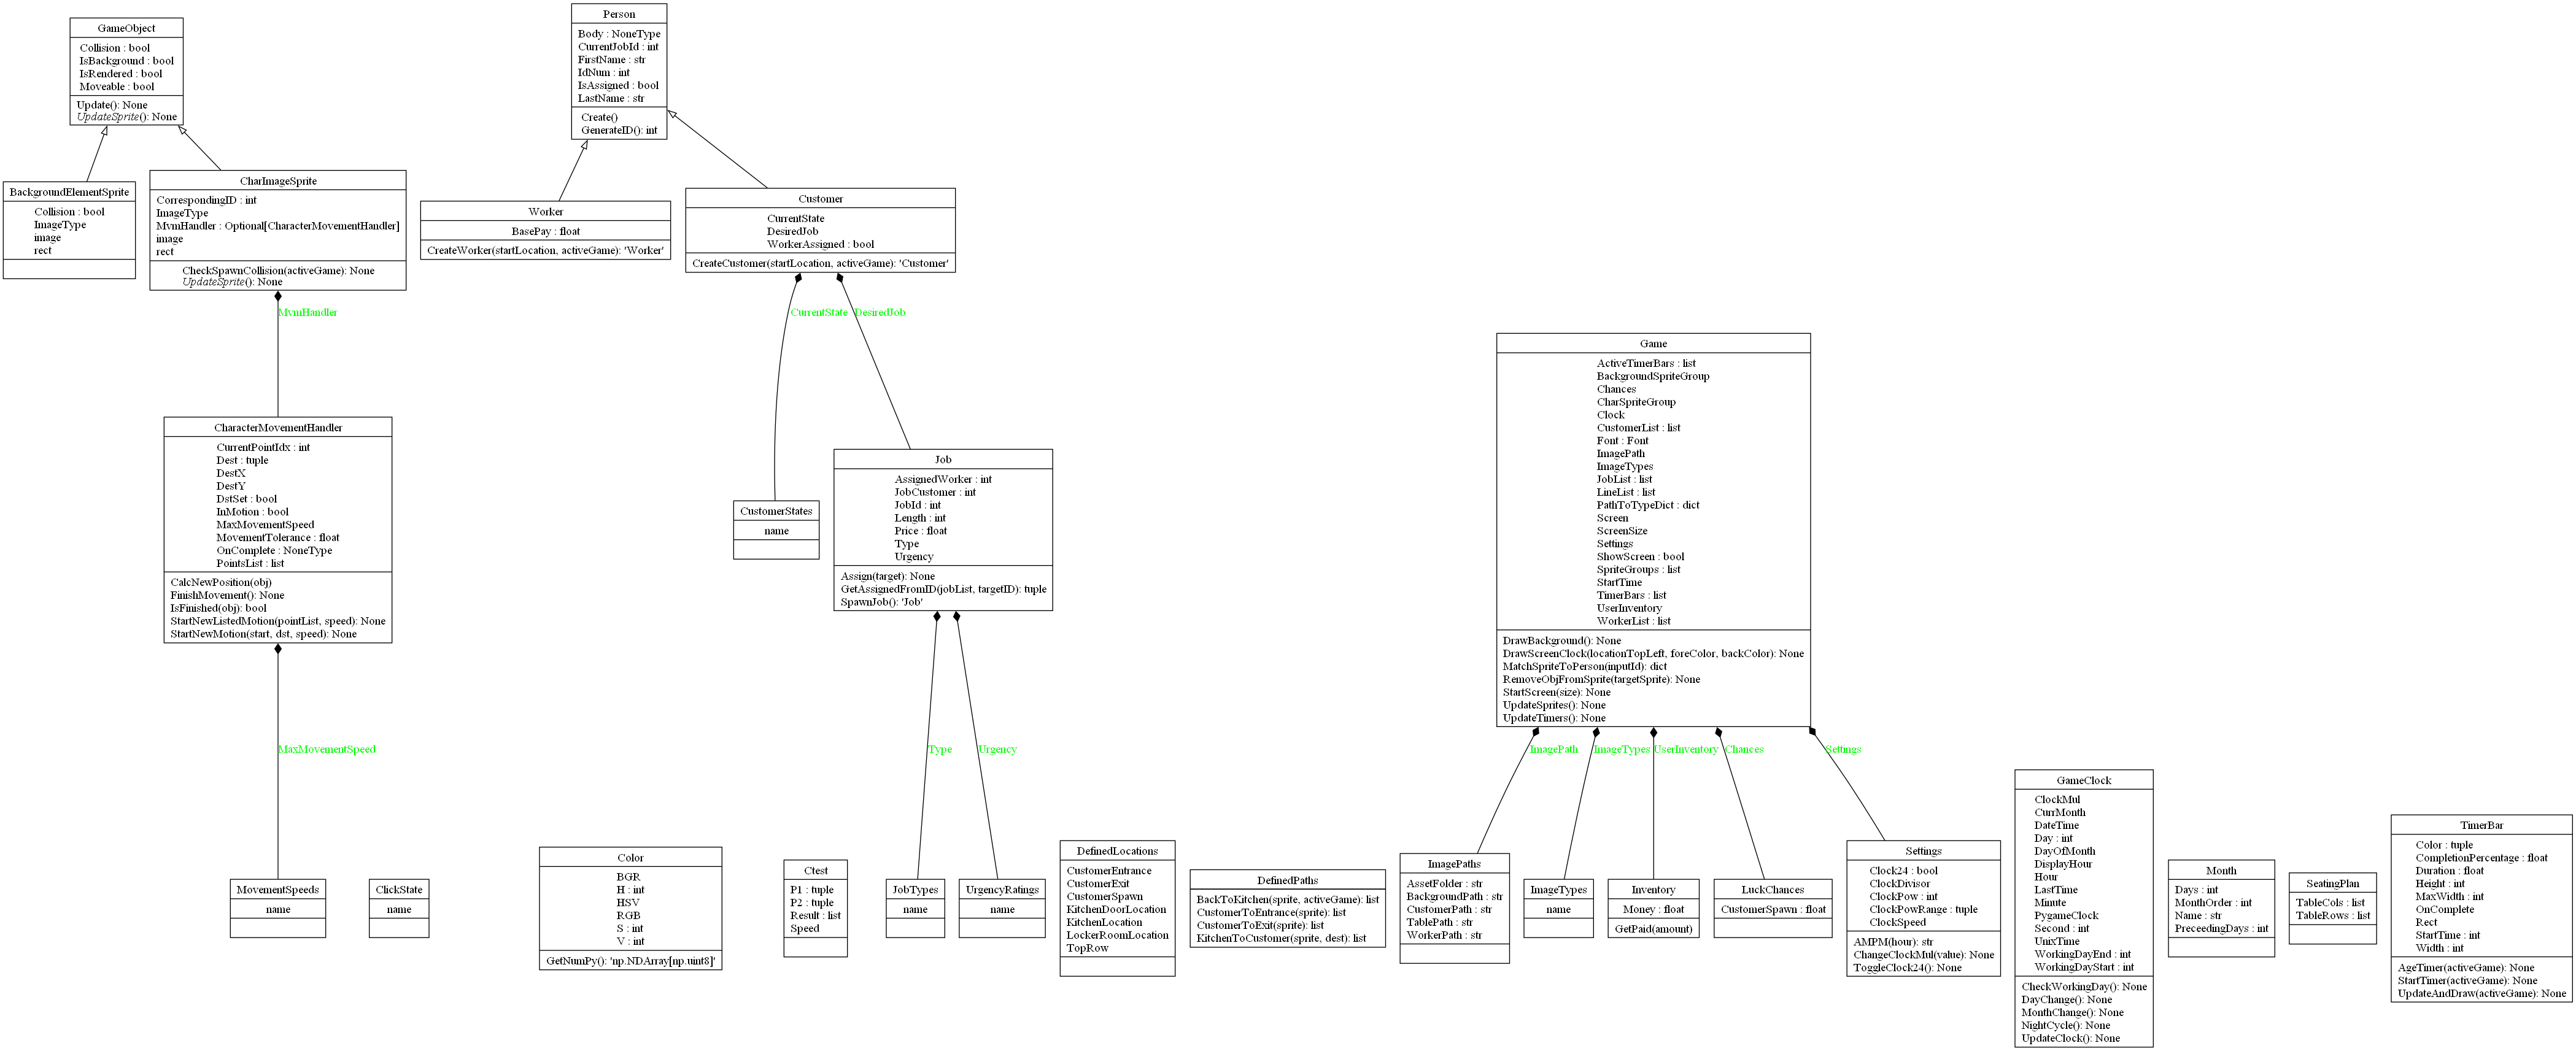 GameObject
Collision : bool
IsBackground : bool
IsRendered : bool
Moveable : bool
Update(): None
UpdateSprite(): None
Person
Body : NoneType
CurrentJobId : int
FirstName : str
IdNum : int
IsAssigned : bool
LastName : str
Create()
GenerateID(): int
BackgroundElementSprite
Collision : bool
ImageType
image
rect
CharImageSprite
CorrespondingID : int
ImageType
MvmHandler : Optional[CharacterMovementHandler]
image
rect
CheckSpawnCollision(activeGame): None
UpdateSprite(): None
Worker
BasePay : float
CreateWorker(startLocation, activeGame): 'Worker'
Customer
CurrentState
DesiredJob
WorkerAssigned : bool
CreateCustomer(startLocation, activeGame): 'Customer'
MvmHandler
CurrentState
DesiredJob
CharacterMovementHandler
CurrentPointIdx : int
Dest : tuple
DestX
DestY
DstSet : bool
InMotion : bool
MaxMovementSpeed
MovementTolerance : float
OnComplete : NoneType
PointsList : list
CalcNewPosition(obj)
FinishMovement(): None
IsFinished(obj): bool
StartNewListedMotion(pointList, speed): None
StartNewMotion(start, dst, speed): None
CustomerStates
name
Job
AssignedWorker : int
JobCustomer : int
JobId : int
Length : int
Price : float
Type
Urgency
Assign(target): None
GetAssignedFromID(jobList, targetID): tuple
SpawnJob(): 'Job'
Game
ActiveTimerBars : list
BackgroundSpriteGroup
Chances
CharSpriteGroup
Clock
CustomerList : list
Font : Font
ImagePath
ImageTypes
JobList : list
LineList : list
PathToTypeDict : dict
Screen
ScreenSize
Settings
ShowScreen : bool
SpriteGroups : list
StartTime
TimerBars : list
UserInventory
WorkerList : list
DrawBackground(): None
DrawScreenClock(locationTopLeft, foreColor, backColor): None
MatchSpriteToPerson(inputId): dict
RemoveObjFromSprite(targetSprite): None
StartScreen(size): None
UpdateSprites(): None
UpdateTimers(): None
MaxMovementSpeed
Type
Urgency
ImagePath
ImageTypes
UserInventory
Chances
Settings
MovementSpeeds
name
ClickState
name
Color
BGR
H : int
HSV
RGB
S : int
V : int
GetNumPy(): 'np.NDArray[np.uint8]'
Ctest
P1 : tuple
P2 : tuple
Result : list
Speed
JobTypes
name
UrgencyRatings
name
DefinedLocations
CustomerEntrance
CustomerExit
CustomerSpawn
KitchenDoorLocation
KitchenLocation
LockerRoomLocation
TopRow
DefinedPaths
BackToKitchen(sprite, activeGame): list
CustomerToEntrance(sprite): list
CustomerToExit(sprite): list
KitchenToCustomer(sprite, dest): list
ImagePaths
AssetFolder : str
BackgroundPath : str
CustomerPath : str
TablePath : str
WorkerPath : str
ImageTypes
name
Inventory
Money : float
GetPaid(amount)
LuckChances
CustomerSpawn : float
Settings
Clock24 : bool
ClockDivisor
ClockPow : int
ClockPowRange : tuple
ClockSpeed
AMPM(hour): str
ChangeClockMul(value): None
ToggleClock24(): None
GameClock
ClockMul
CurrMonth
DateTime
Day : int
DayOfMonth
DisplayHour
Hour
LastTime
Minute
PygameClock
Second : int
UnixTime
WorkingDayEnd : int
WorkingDayStart : int
CheckWorkingDay(): None
DayChange(): None
MonthChange(): None
NightCycle(): None
UpdateClock(): None
Month
Days : int
MonthOrder : int
Name : str
PreceedingDays : int
SeatingPlan
TableCols : list
TableRows : list
TimerBar
Color : tuple
CompletionPercentage : float
Duration : float
Height : int
MaxWidth : int
OnComplete
Rect
StartTime : int
Width : int
AgeTimer(activeGame): None
StartTimer(activeGame): None
UpdateAndDraw(activeGame): None